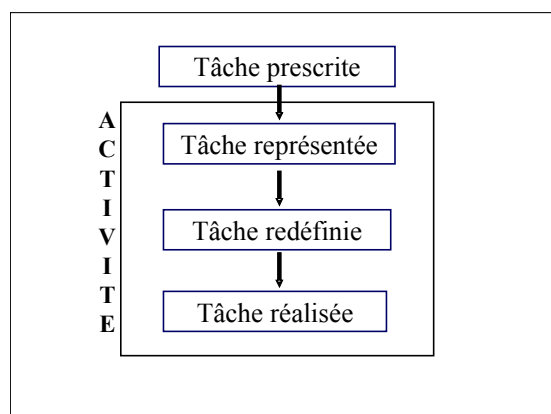 Tâche prescrite
A
C
T
I
V
I
T
E
Tâche représentée
Tâche redéfinie
Tâche réalisée